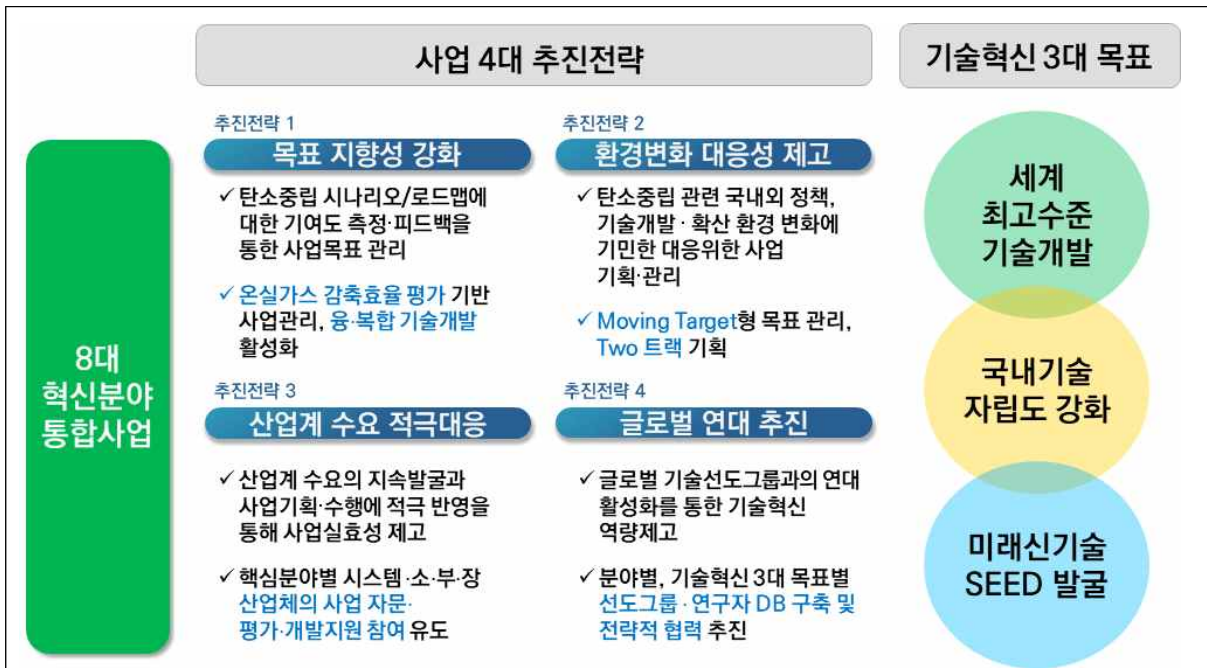 사업 4대 추진전략
기술혁신 3대 목표
8대
혁신분야
통합사업
추진전략 1
목표 지향성 강화
✓탄소중립 시나리오/로드맵에
대한 기여도 측정·피드백을
통한 사업목표 관리
✓온실가스 감축효율 평가 기반
사업관리, 융·복합 기술개발
활성화
추진전략 2
환경변화 대응성 제고
✓탄소중립 관련 국내외 정책,
기술개발·확산 환경 변화에
기민한 대응위한 사업
기획·관리
✓Moving Target형 목표 관리,
Two 트랙 기획
추진전략 3
산업계 수요 적극대응
✓산업계 수요의 지속발굴과
사업기획·수행에 적극 반영을
통해 사업실효성 제고
✓핵심분야별 시스템·소·부·장
산업체의 사업 자문·
평가·개발지원 참여 유도
추진전략 4
글로벌 연대 추진
✓글로벌 기술선도그룹과의 연대
활성화를 통한 기술혁신
역량제고
✓분야별, 기술혁신 3대 목표별
선도그룹·연구자 DB 구축 및
전략적 협력 추진
세계
최고수준
기술개발
국내기술
자립도 강화
미래신기술
SEED 발굴